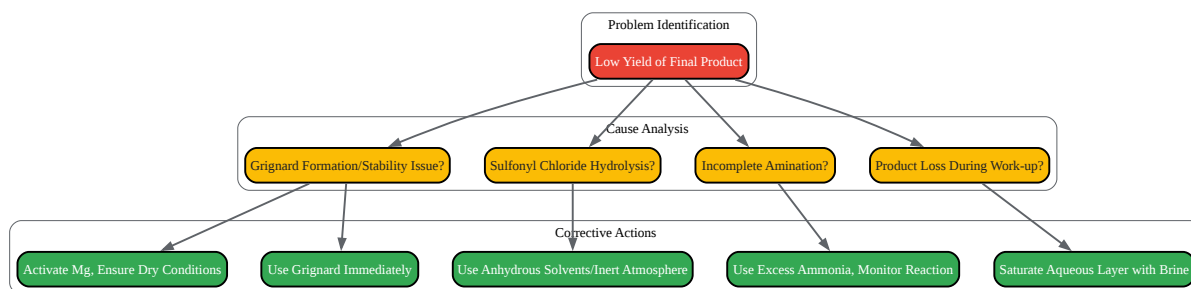 Problem Identification
Low Yield of Final Product
Cause Analysis
Grignard Formation/Stability Issue?
Sulfonyl Chloride Hydrolysis?
Incomplete Amination?
Product Loss During Work-up?
Corrective Actions
Activate Mg, Ensure Dry Conditions
Use Grignard Immediately
Use Anhydrous Solvents/Inert Atmosphere
Use Excess Ammonia, Monitor Reaction
Saturate Aqueous Layer with Brine